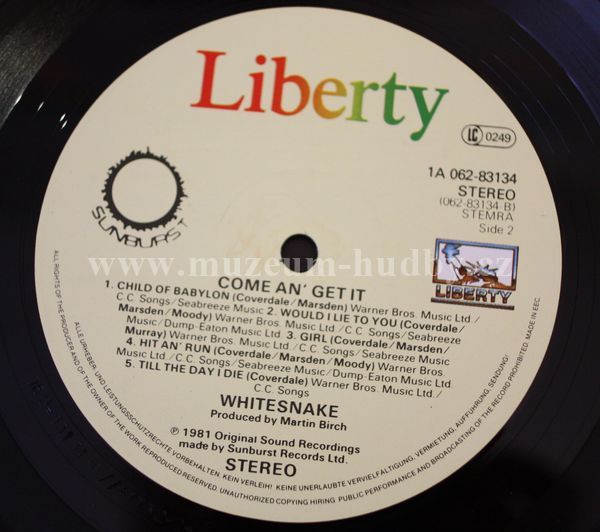 Liberty
LC 0249
1A 062-83134
STEREO
(062-83134 B)
STEMRA
Side 2
SUNBURST
LIBERTY
COME AN' GET IT
1. CHILD OF BABYLON (Coverdale/Marsden) Warner Bros. Music Ltd./
C.C. Songs/Seabreeze Music 2. WOULD I LIE TO YOU (Coverdale/
Marsden/Moody) Warner Bros. Music Ltd./C.C. Songs/Seabreeze
Music/Dump-Eaton Music Ltd. 3. GIRL (Coverdale/Marsden/
Murray) Warner Bros. Music Ltd./C.C. Songs/Seabreeze Music
4. HIT AN' RUN (Coverdale/Marsden/Moody) Warner Bros.
Music Ltd./C.C. Songs/Seabreeze Music/Dump-Eaton Music Ltd.
5. TILL THE DAY I DIE (Coverdale) Warner Bros. Music Ltd./
C.C. Songs
WHITESNAKE
Produced by Martin Birch
℗ 1981 Original Sound Recordings
made by Sunburst Records Ltd.
STEREO
ALL RIGHTS OF THE PRODUCER AND OF THE OWNER OF THE WORK REPRODUCED RESERVED. UNAUTHORIZED COPYING HIRING PUBLIC PERFORMANCE AND BROADCASTING OF THIS RECORD PROHIBITED. MADE IN EEC.
ALLE URHEBER- UND LEISTUNGSSCHUTZRECHTE VORBEHALTEN. KEIN VERLEIH! KEINE UNERLAUBTE VERVIELFÄLTIGUNG, VERMIETUNG, AUFFÜHRUNG, SENDUNG!
www.muzeum-hudby.cz